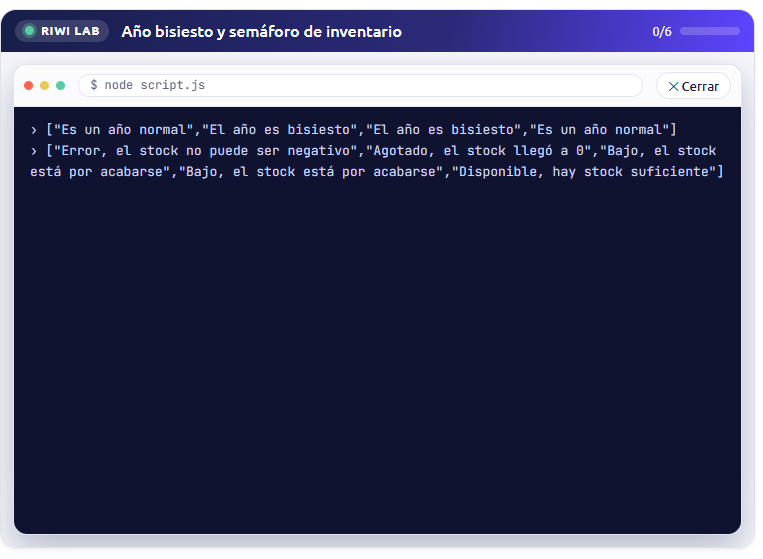 RIWI LAB Año bisiesto y semáforo de inventario 0/6
$ node script.js Cerrar
› ["Es un año normal","El año es bisiesto","El año es bisiesto","Es un año normal"]
› ["Error, el stock no puede ser negativo","Agotado, el stock llegó a 0","Bajo, el stock
está por acabarse","Bajo, el stock está por acabarse","Disponible, hay stock suficiente"]